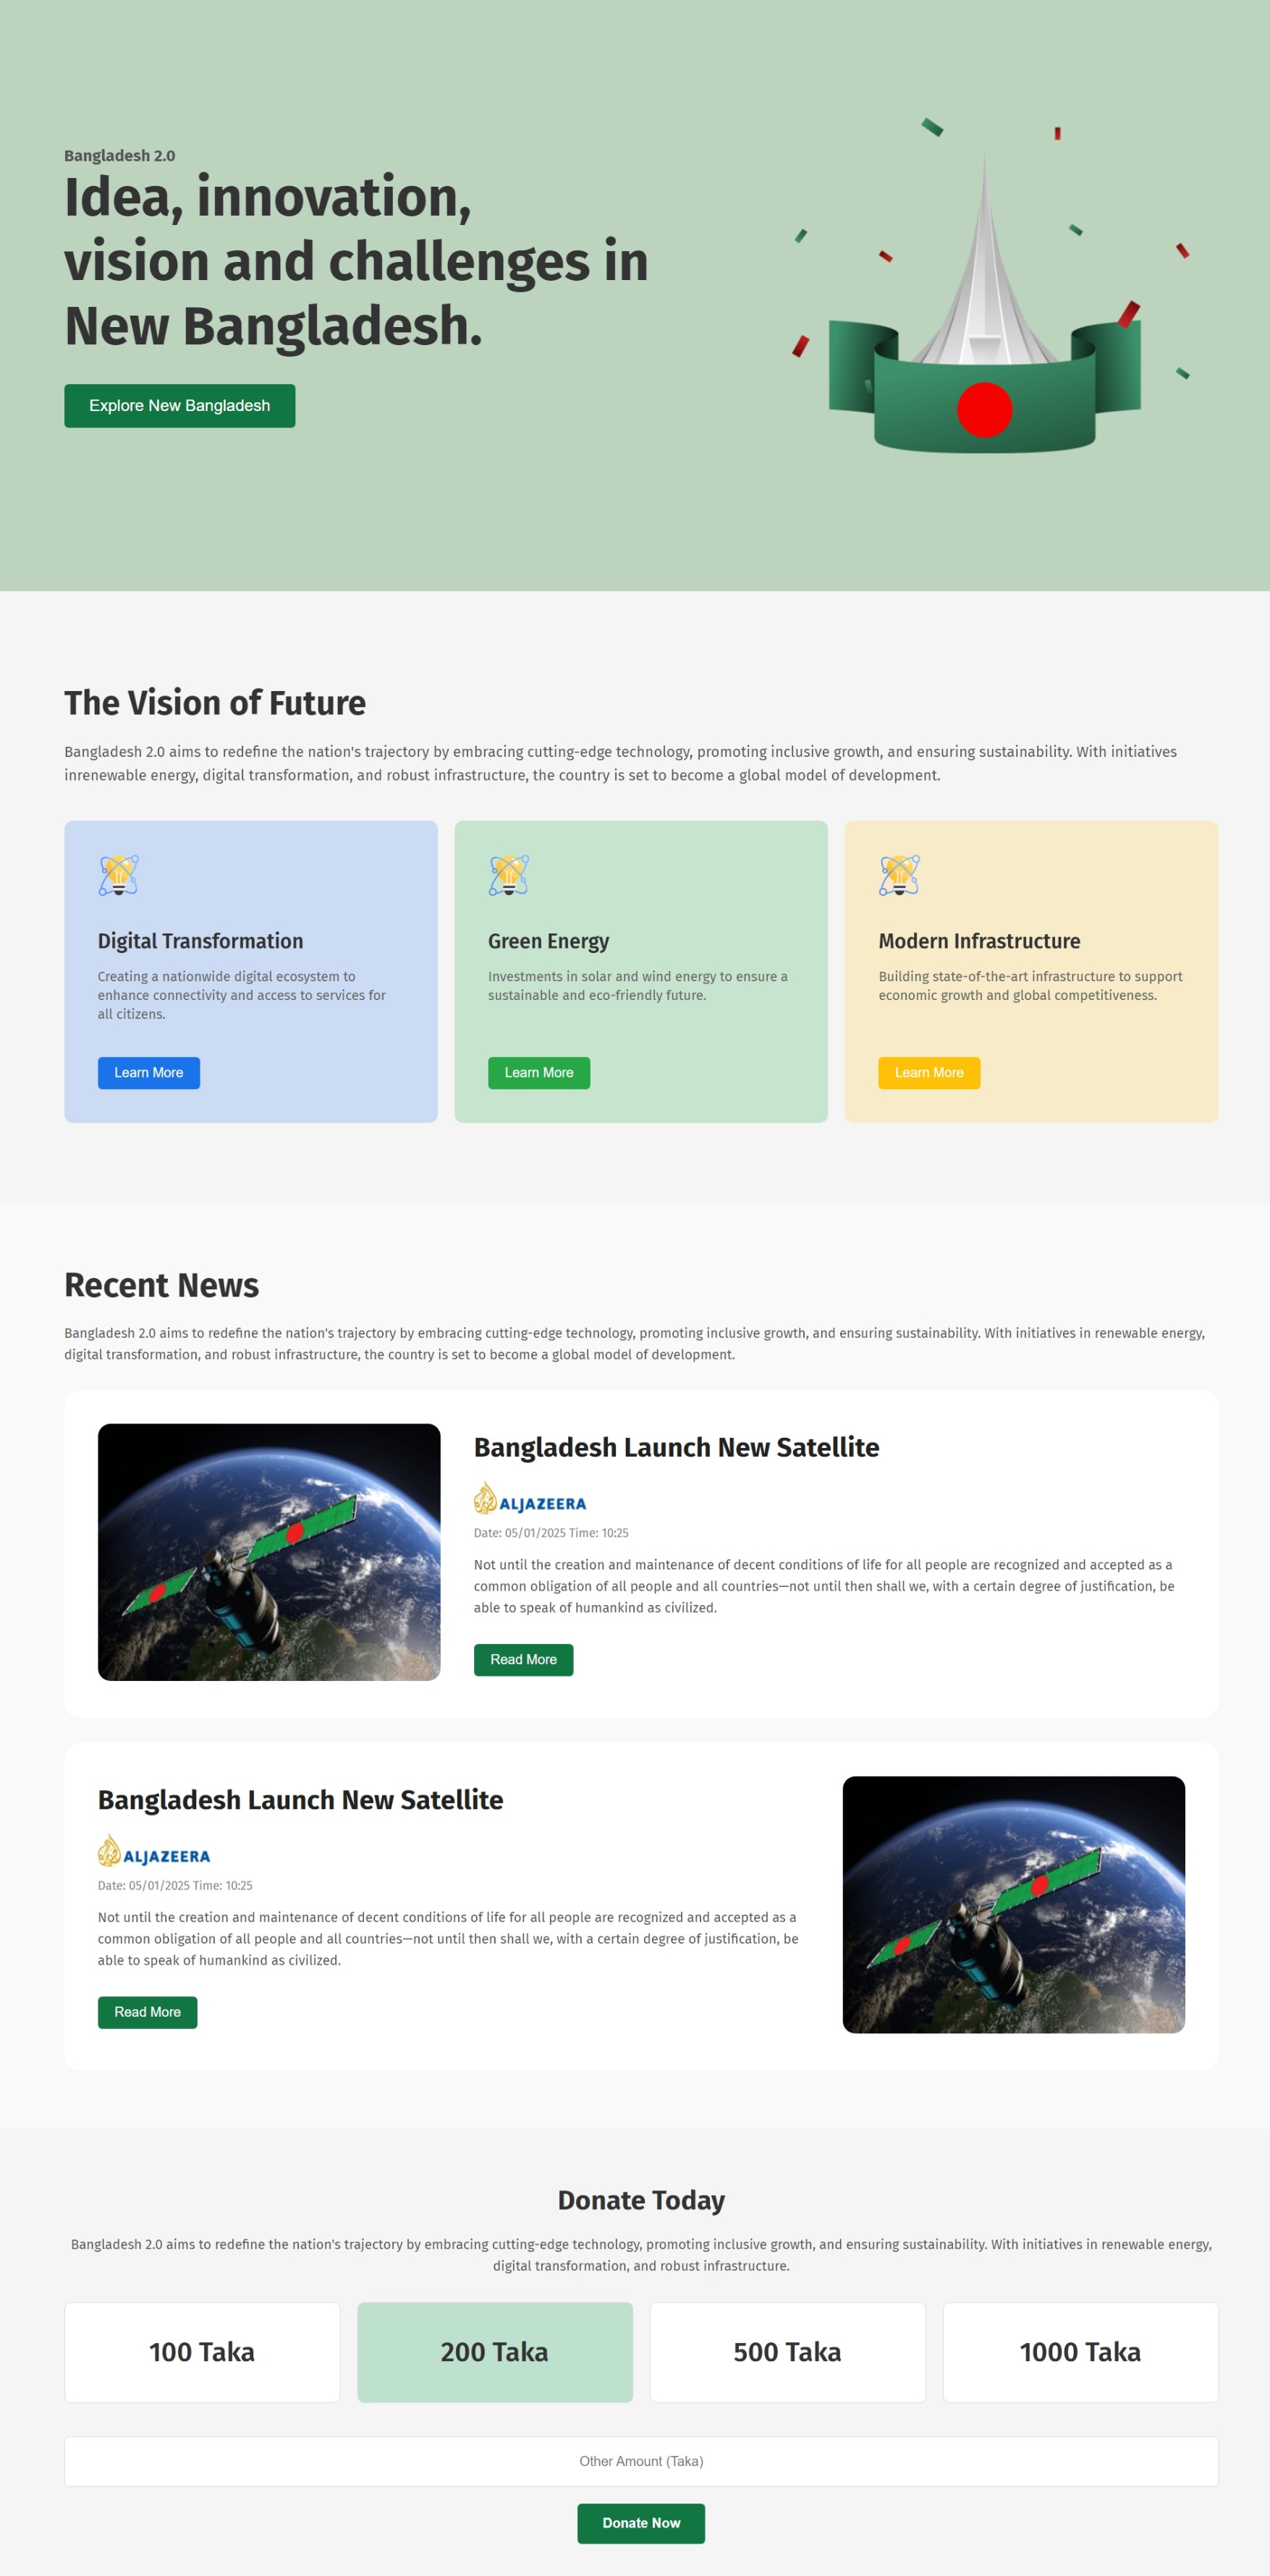 Bangladesh 2.0
Idea, innovation,
vision and challenges in
New Bangladesh.
Explore New Bangladesh
The Vision of Future
Bangladesh 2.0 aims to redefine the nation's trajectory by embracing cutting-edge technology, promoting inclusive growth, and ensuring sustainability. With initiatives
inrenewable energy, digital transformation, and robust infrastructure, the country is set to become a global model of development.
Digital Transformation
Creating a nationwide digital ecosystem to
enhance connectivity and access to services for
all citizens.
Learn More
Green Energy
Investments in solar and wind energy to ensure a
sustainable and eco-friendly future.
Learn More
Modern Infrastructure
Building state-of-the-art infrastructure to support
economic growth and global competitiveness.
Learn More
Recent News
Bangladesh 2.0 aims to redefine the nation's trajectory by embracing cutting-edge technology, promoting inclusive growth, and ensuring sustainability. With initiatives in renewable energy,
digital transformation, and robust infrastructure, the country is set to become a global model of development.
Bangladesh Launch New Satellite
ALJAZEERA
Date: 05/01/2025 Time: 10:25
Not until the creation and maintenance of decent conditions of life for all people are recognized and accepted as a
common obligation of all people and all countries—not until then shall we, with a certain degree of justification, be
able to speak of humankind as civilized.
Read More
Bangladesh Launch New Satellite
ALJAZEERA
Date: 05/01/2025 Time: 10:25
Not until the creation and maintenance of decent conditions of life for all people are recognized and accepted as a
common obligation of all people and all countries—not until then shall we, with a certain degree of justification, be
able to speak of humankind as civilized.
Read More
Donate Today
Bangladesh 2.0 aims to redefine the nation's trajectory by embracing cutting-edge technology, promoting inclusive growth, and ensuring sustainability. With initiatives in renewable energy,
digital transformation, and robust infrastructure.
100 Taka
200 Taka
500 Taka
1000 Taka
Other Amount (Taka)
Donate Now